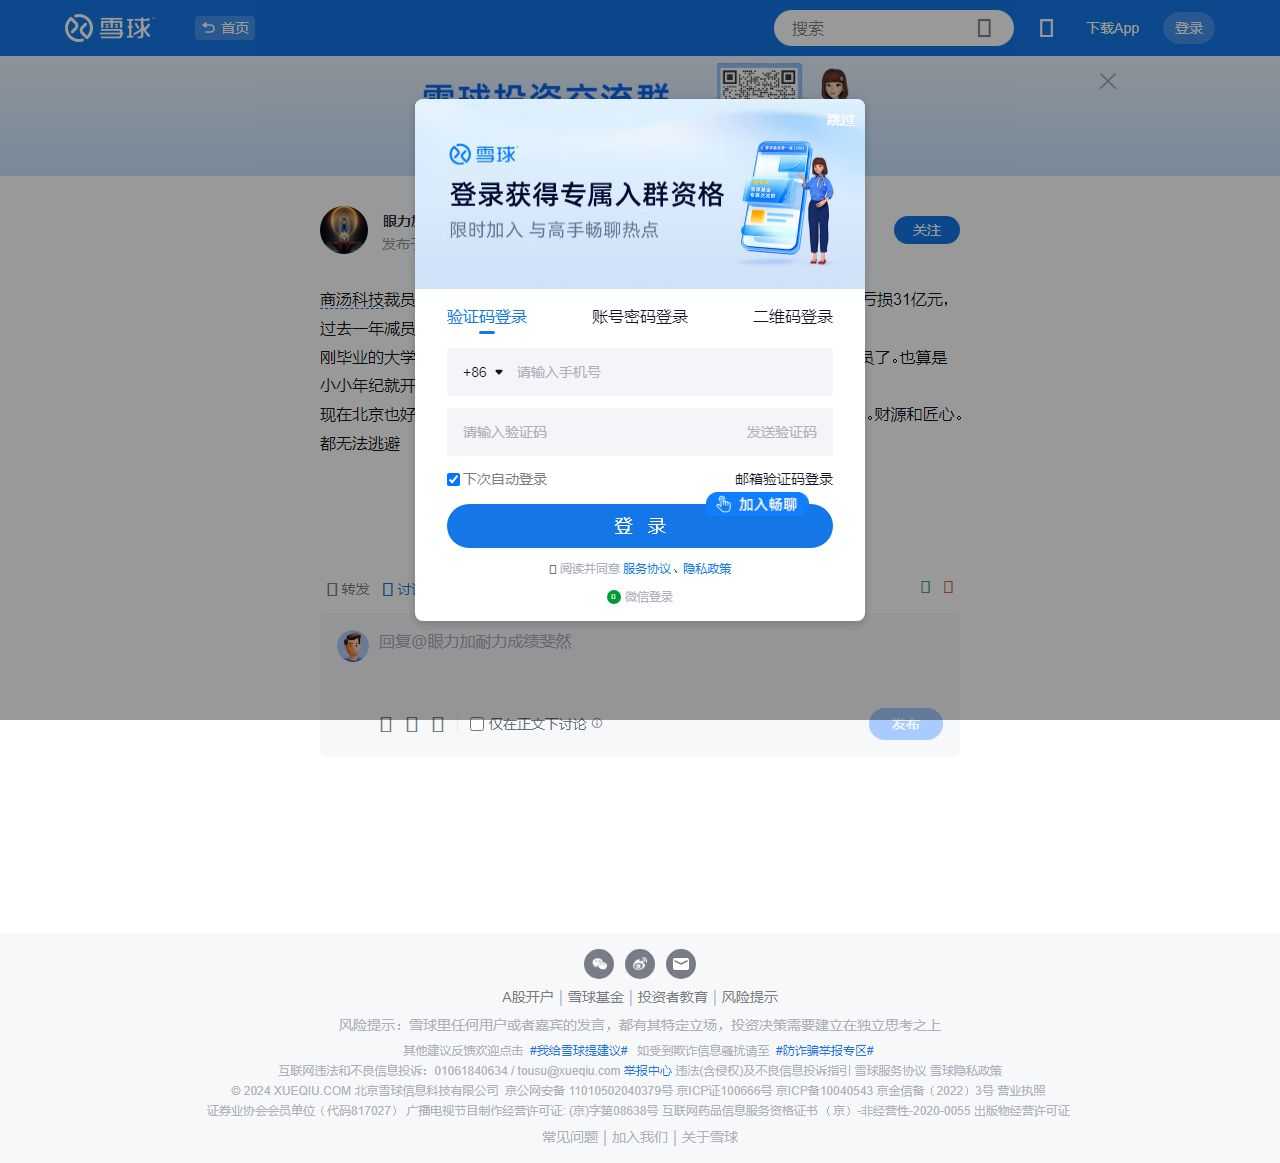 雪球
首页
搜索
下载App
登录
雪球投资交流群
跳过
雪球
登录获得专属入群资格
限时加入 与高手畅聊热点
眼力加
发布于
关注
商汤科技裁员
亏损31亿元，
过去一年减员
刚毕业的大学
员了。也算是
小小年纪就开
现在北京也好
。财源和匠心。
都无法逃避
验证码登录
账号密码登录
二维码登录
+86
请输入手机号
请输入验证码
发送验证码
下次自动登录
邮箱验证码登录
加入畅聊
登 录
阅读并同意 服务协议、隐私政策
微信登录
转发
讨论
回复@眼力加耐力成绩斐然
仅在正文下讨论
发布
A股开户 | 雪球基金 | 投资者教育 | 风险提示
风险提示：雪球里任何用户或者嘉宾的发言，都有其特定立场，投资决策需要建立在独立思考之上
其他建议反馈欢迎点击 #我给雪球提建议# 如受到欺诈信息骚扰请至 #防诈骗举报专区#
互联网违法和不良信息投诉：01061840634 / tousu@xueqiu.com 举报中心 违法(含侵权)及不良信息投诉指引 雪球服务协议 雪球隐私政策
© 2024 XUEQIU.COM 北京雪球信息科技有限公司 京公网安备 11010502040379号 京ICP证100666号 京ICP备10040543 京金信备（2022）3号 营业执照
证券业协会会员单位（代码817027） 广播电视节目制作经营许可证: (京)字第08638号 互联网药品信息服务资格证书 （京）-非经营性-2020-0055 出版物经营许可证
常见问题 | 加入我们 | 关于雪球